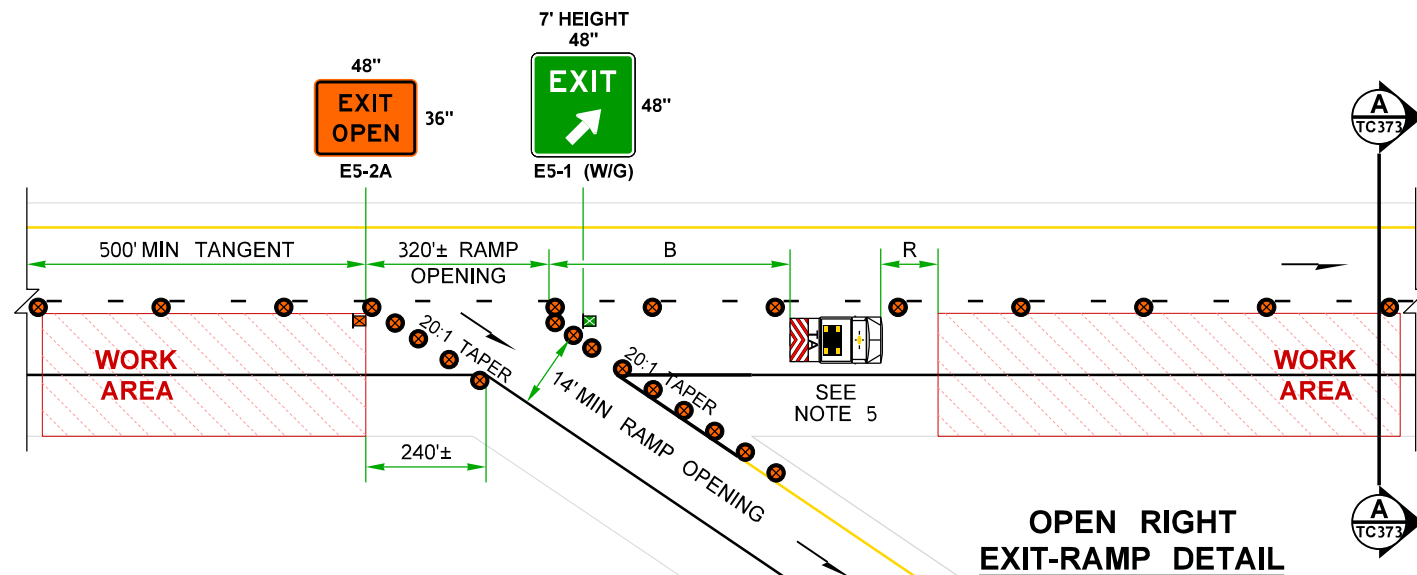 7' HEIGHT
48"
48"
EXIT
OPEN
36"
E5-2A
EXIT
48"
E5-1 (W/G)
A
TC373
500' MIN TANGENT
320'± RAMP
OPENING
B
R
20:1 TAPER
WORK
AREA
14' MIN RAMP OPENING
20:1 TAPER
TA
SEE
NOTE 5
WORK
AREA
240'±
OPEN RIGHT
EXIT-RAMP DETAIL
A
TC373